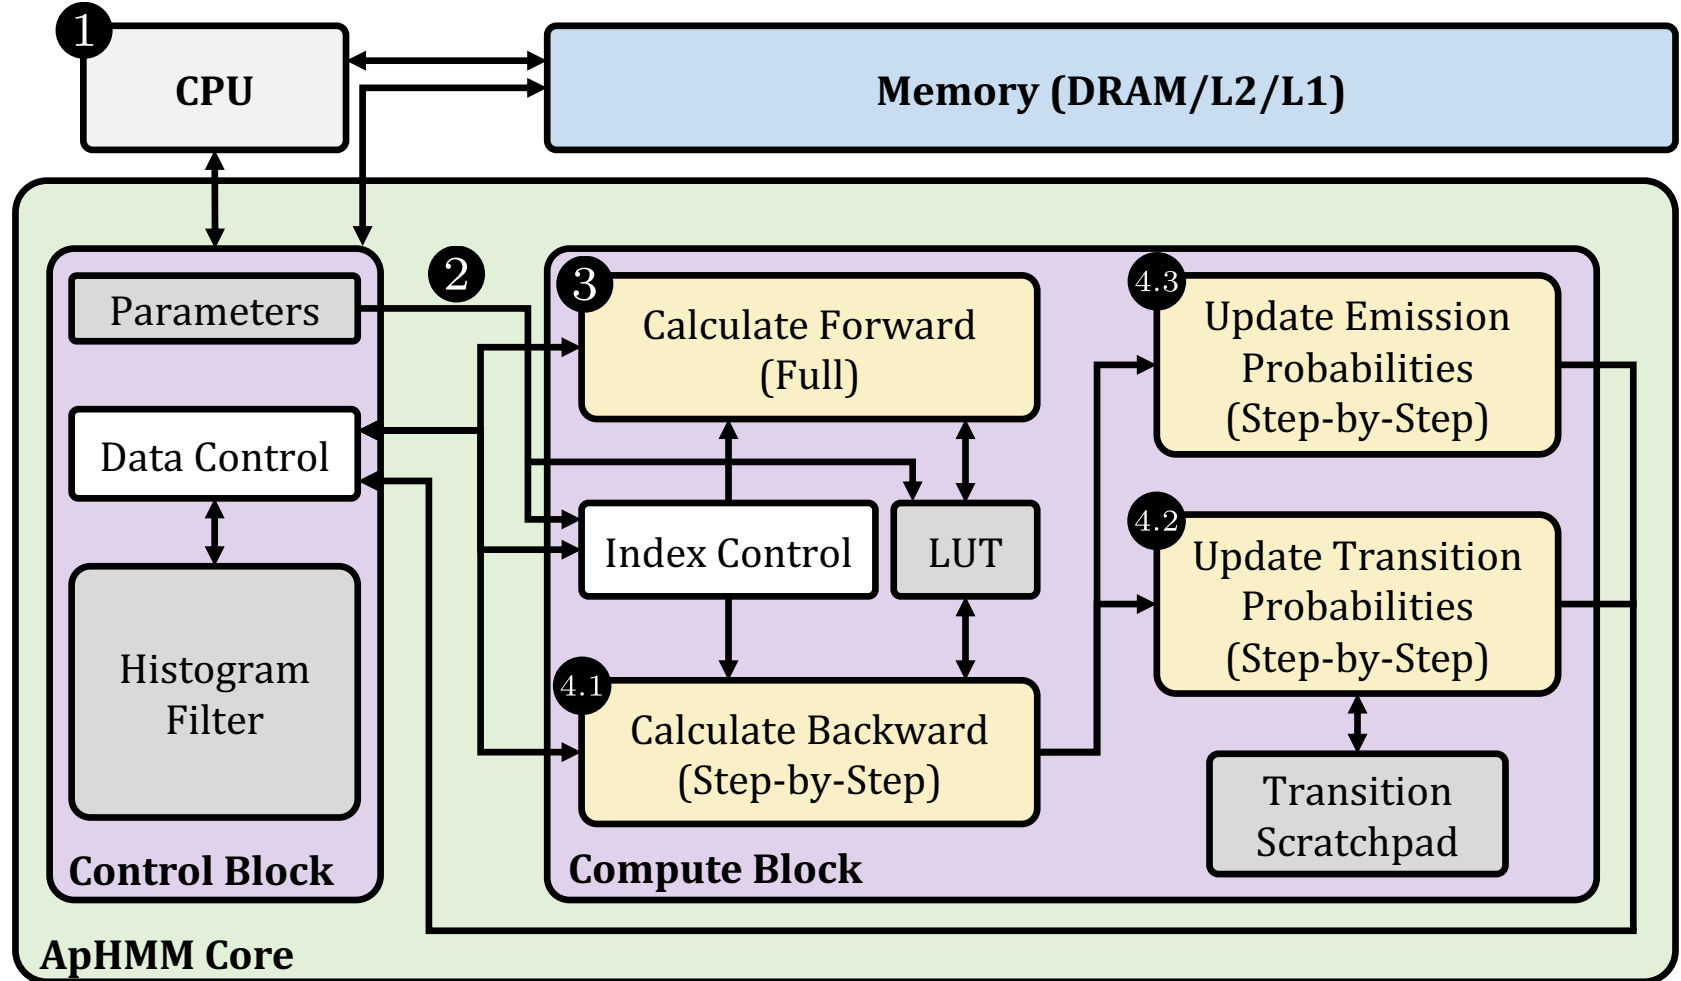 1
CPU
Memory (DRAM/L2/L1)
2
Parameters
Data Control
Histogram
Filter
Control Block
3
Calculate Forward
(Full)
Index Control
LUT
4.1
Calculate Backward
(Step-by-Step)
4.3
Update Emission
Probabilities
(Step-by-Step)
4.2
Update Transition
Probabilities
(Step-by-Step)
Transition
Scratchpad
Compute Block
ApHMM Core